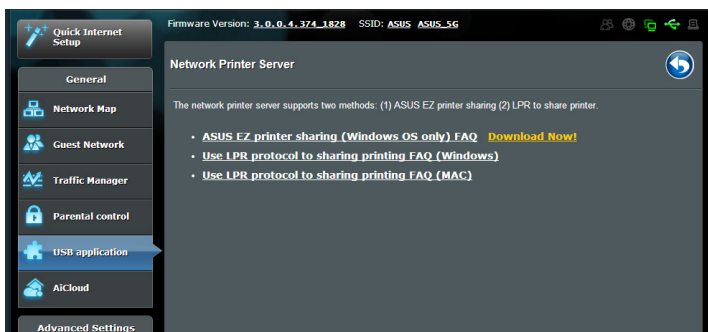 Quick Internet
Setup
Firmware Version: 3.0.0.4.374_1828 SSID: ASUS ASUS_5G
General
Network Map
Guest Network
Traffic Manager
Parental control
USB application
AiCloud
Advanced Settings
Network Printer Server
The network printer server supports two methods: (1) ASUS EZ printer sharing (2) LPR to share printer.
• ASUS EZ printer sharing (Windows OS only) FAQ Download Now!
• Use LPR protocol to sharing printing FAQ (Windows)
• Use LPR protocol to sharing printing FAQ (MAC)